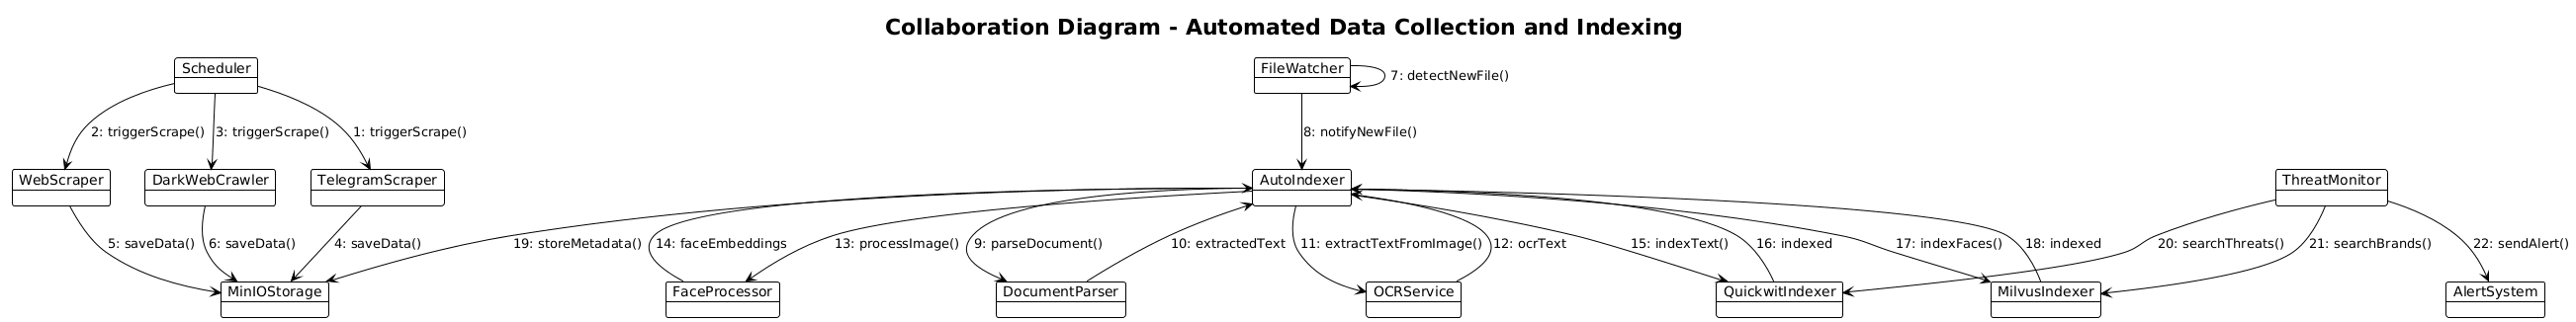 Collaboration Diagram - Automated Data Collection and Indexing
Scheduler
FileWatcher
7: detectNewFile()
2: triggerScrape()
3: triggerScrape()
1: triggerScrape()
8: notifyNewFile()
WebScraper
DarkWebCrawler
TelegramScraper
AutoIndexer
ThreatMonitor
5: saveData()
6: saveData()
4: saveData()
19: storeMetadata()
14: faceEmbeddings
13: processImage()
9: parseDocument()
10: extractedText
11: extractTextFromImage()
12: ocrText
15: indexText()
16: indexed
17: indexFaces()
18: indexed
20: searchThreats()
21: searchBrands()
22: sendAlert()
MinIOStorage
FaceProcessor
DocumentParser
OCRService
QuickwitIndexer
MilvusIndexer
AlertSystem